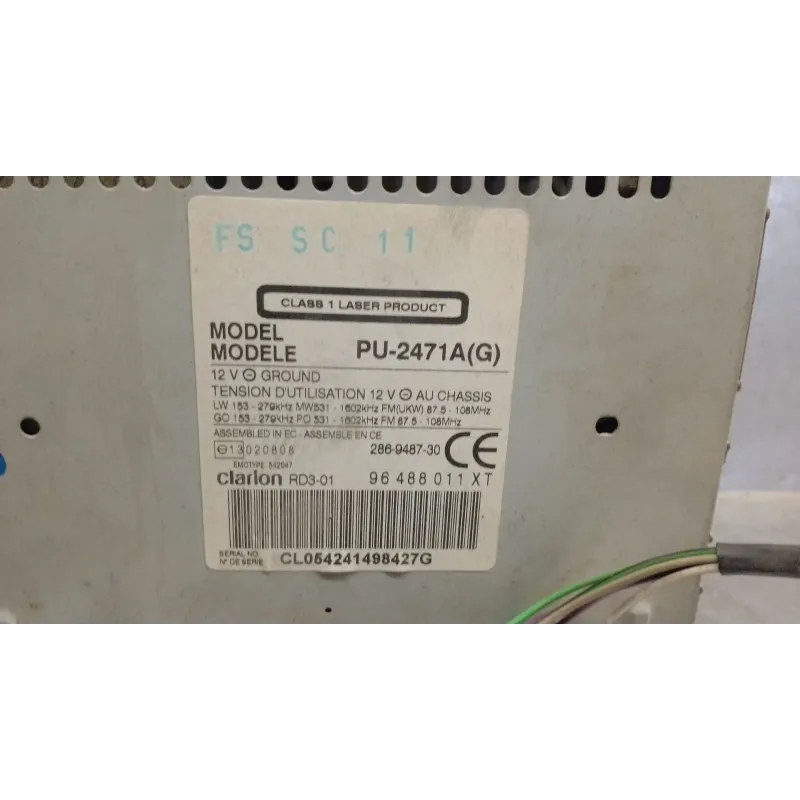 FS SC 11
CLASS 1 LASER PRODUCT
MODEL
MODELE PU-2471A(G)
12 V ⊖ GROUND
TENSION D'UTILISATION 12 V ⊖ AU CHASSIS
LW 153 - 279kHz MW531 - 1602kHz FM(UKW) 87.5 - 108MHz
GO 153 - 279kHz PO 531 - 1602kHz FM 87.5 - 108MHz
ASSEMBLED IN EC - ASSEMBLE EN CE
e13 020608 286-9487-30 CE
EMCTYPE 592047
clarion RD3-01 96 488 011 XT
SERIAL NO.
N° DE SERIE CL054241498427G